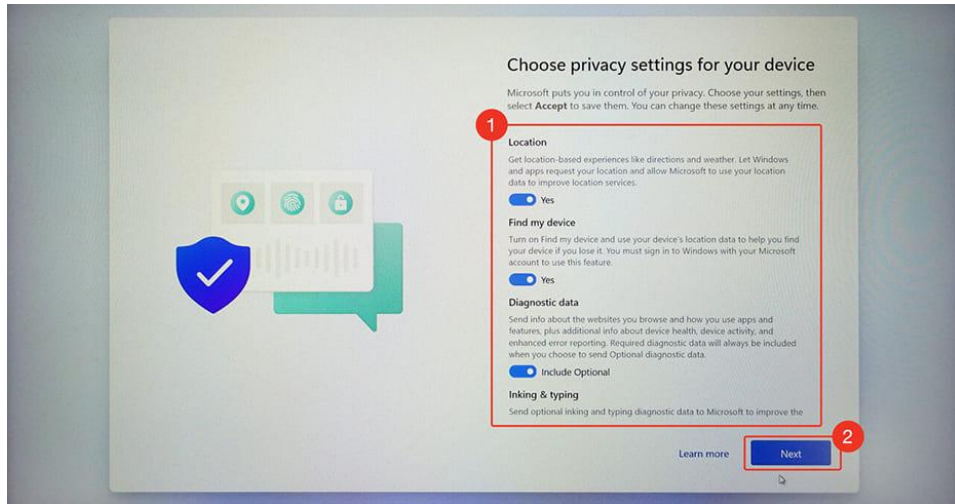 Choose privacy settings for your device
Microsoft puts you in control of your privacy. Choose your settings, then
select Accept to save them. You can change these settings at any time.
1
Location
Get location-based experiences like directions and weather. Let Windows
and apps request your location and allow Microsoft to use your location
data to improve location services.
Yes
Find my device
Turn on Find my device and use your device's location data to help you find
your device if you lose it. You must sign in to Windows with your Microsoft
account to use this feature.
Yes
Diagnostic data
Send info about the websites you browse and how you use apps and
features, plus additional info about device health, device activity, and
enhanced error reporting. Required diagnostic data will always be included
when you choose to send Optional diagnostic data.
Include Optional
Inking & typing
Send optional inking and typing diagnostic data to Microsoft to improve the
2
Learn more
Next